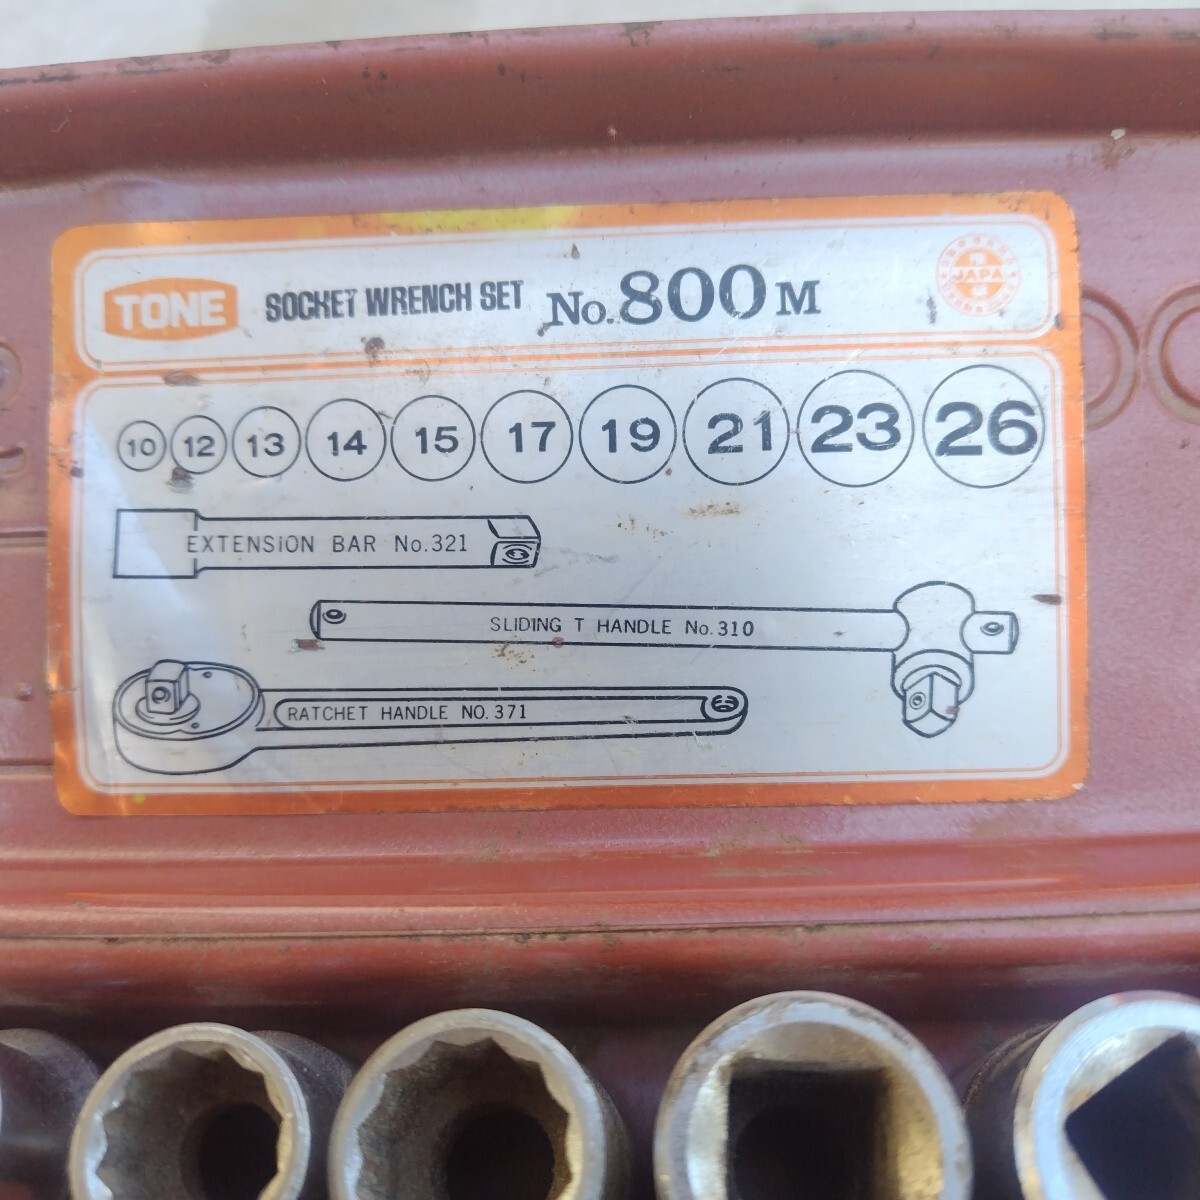 TONE SOCKET WRENCH SET No.800M
JAPA
10 12 13 14 15 17 19 21 23 26
EXTENSION BAR No.321
SLIDING T HANDLE No.310
RATCHET HANDLE NO.371